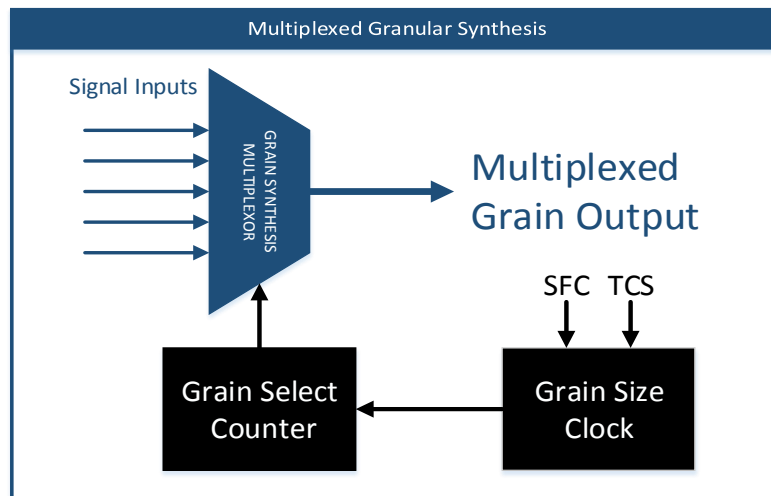 Multiplexed Granular Synthesis
Signal Inputs
GRAIN SYNTHESIS
MULTIPLEXOR
Multiplexed
Grain Output
SFC TCS
Grain Select
Counter
Grain Size
Clock